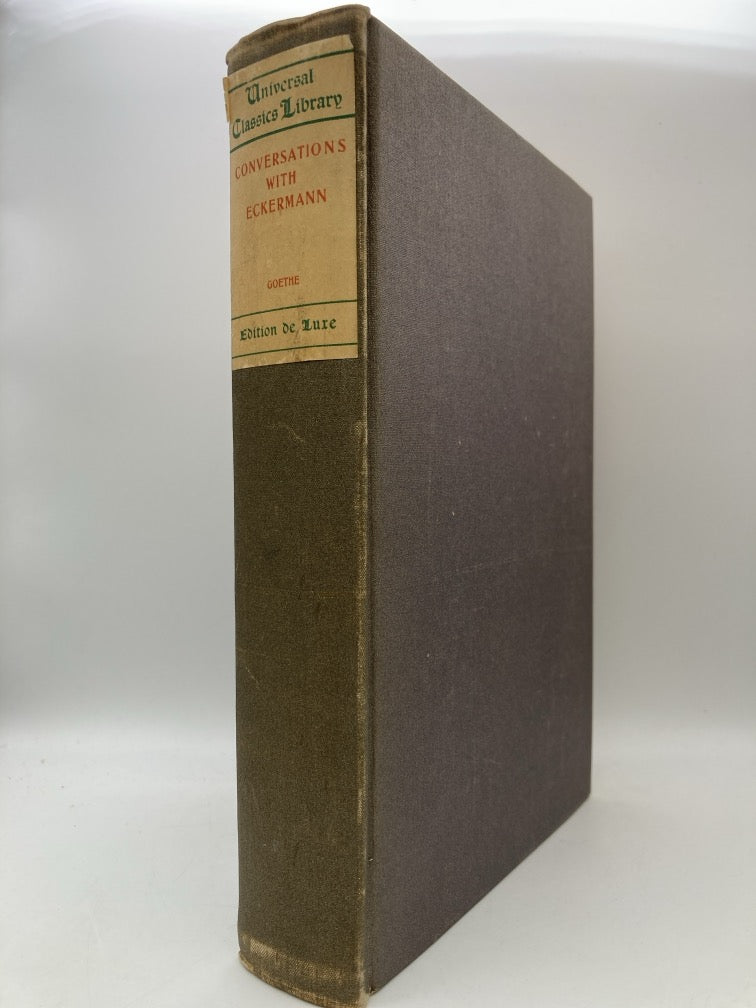 Universal
Classics Library
CONVERSATIONS
WITH
ECKERMANN
GOETHE
Edition de Luxe